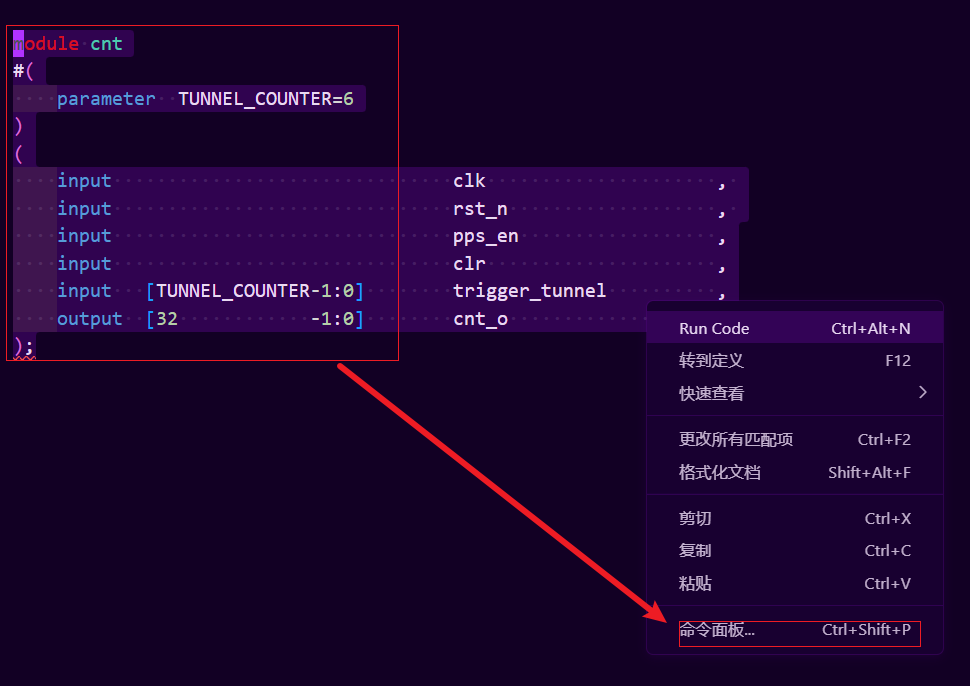 module cnt
#(
parameter TUNNEL_COUNTER=6
)
(
input clk ,
input rst_n ,
input pps_en ,
input clr ,
input [TUNNEL_COUNTER-1:0] trigger_tunnel ,
output [32 -1:0] cnt_o
);
Run Code Ctrl+Alt+N
转到定义 F12
快速查看
更改所有匹配项 Ctrl+F2
格式化文档 Shift+Alt+F
剪切 Ctrl+X
复制 Ctrl+C
粘贴 Ctrl+V
命令面板... Ctrl+Shift+P